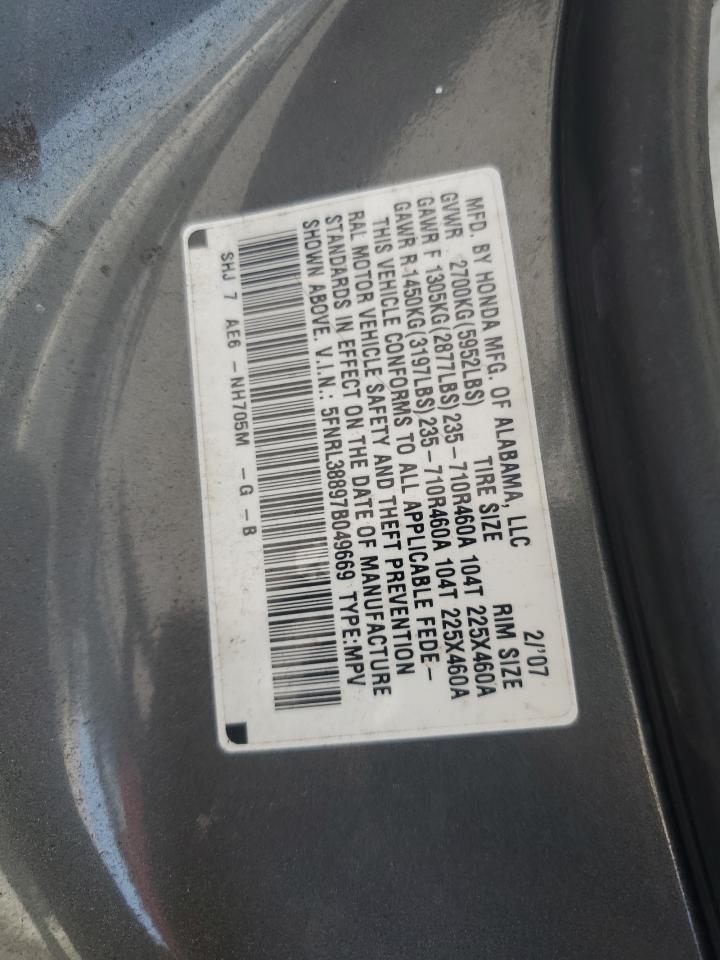 MFD. BY HONDA MFG. OF ALABAMA, LLC 2/'07
GVWR 2700KG(5952LBS) TIRE SIZE RIM SIZE
GAWR F 1305KG(2877LBS) 235-710R460A 104T 225X460A
GAWR R 1450KG(3197LBS) 235-710R460A 104T 225X460A
THIS VEHICLE CONFORMS TO ALL APPLICABLE FEDE-
RAL MOTOR VEHICLE SAFETY AND THEFT PREVENTION
STANDARDS IN EFFECT ON THE DATE OF MANUFACTURE
SHOWN ABOVE. V.I.N.: 5FNRL38897B049669 TYPE:MPV
SHJ 7 AE6 -NH705M -G -B